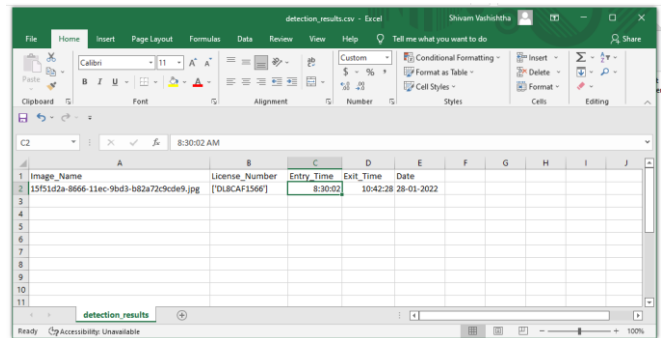 detection_results.csv - Excel
Shivam Vashishtha
File Home Insert Page Layout Formulas Data Review View Help Tell me what you want to do Share
Paste
Calibri 11 A A
B I U A
ab
Custom
$ % ,
Conditional Formatting
Format as Table
Cell Styles
Insert
Delete
Format
Clipboard Font Alignment Number Styles Cells Editing
C2 fx 8:30:02 AM
A B C D E F G H I J
1 Image_Name License_Number Entry_Time Exit_Time Date
2 15f51d2a-8666-11ec-9bd3-b82a72c9cde9.jpg ['DL8CAF1566'] 8:30:02 10:42:28 28-01-2022
3
4
5
6
7
8
9
10
11
detection_results
Ready Accessibility: Unavailable 100%